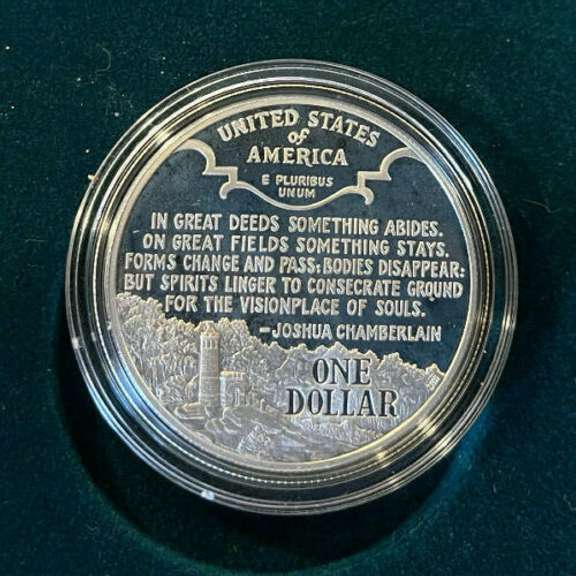 UNITED STATES
of
AMERICA
E PLURIBUS
UNUM
IN GREAT DEEDS SOMETHING ABIDES.
ON GREAT FIELDS SOMETHING STAYS.
FORMS CHANGE AND PASS; BODIES DISAPPEAR;
BUT SPIRITS LINGER TO CONSECRATE GROUND
FOR THE VISIONPLACE OF SOULS.
-JOSHUA CHAMBERLAIN
ONE
DOLLAR